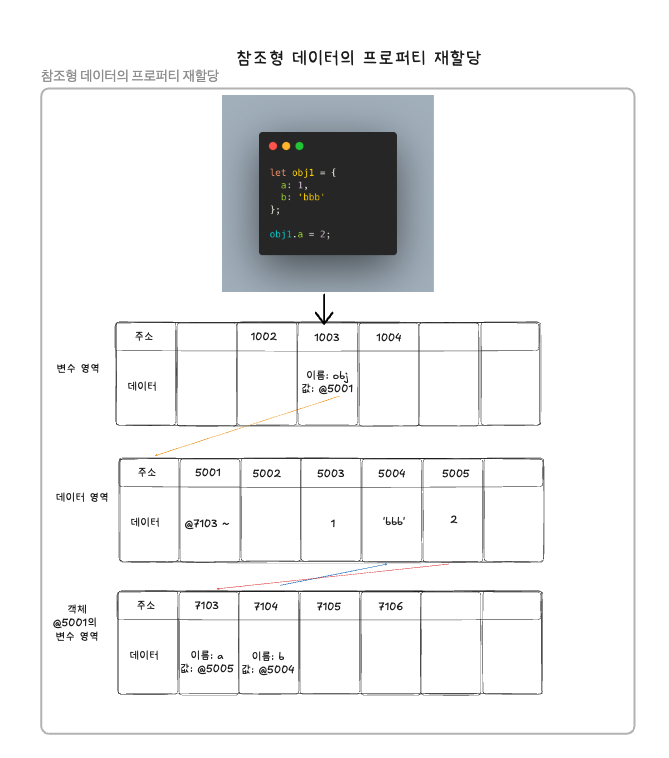 참조형 데이터의 프로퍼티 재할당
참조형 데이터의 프로퍼티 재할당
let obj1 = {
  a: 1,
  b: 'bbb'
};
obj1.a = 2;
변수 영역
주소 1002 1003 1004
데이터
이름: obj
값: @5001
데이터 영역
주소 5001 5002 5003 5004 5005
데이터 @7103 ~ 1 'bbb' 2
객체
@5001의
변수 영역
주소 7103 7104 7105 7106
데이터
이름: a
값: @5005
이름: b
값: @5004